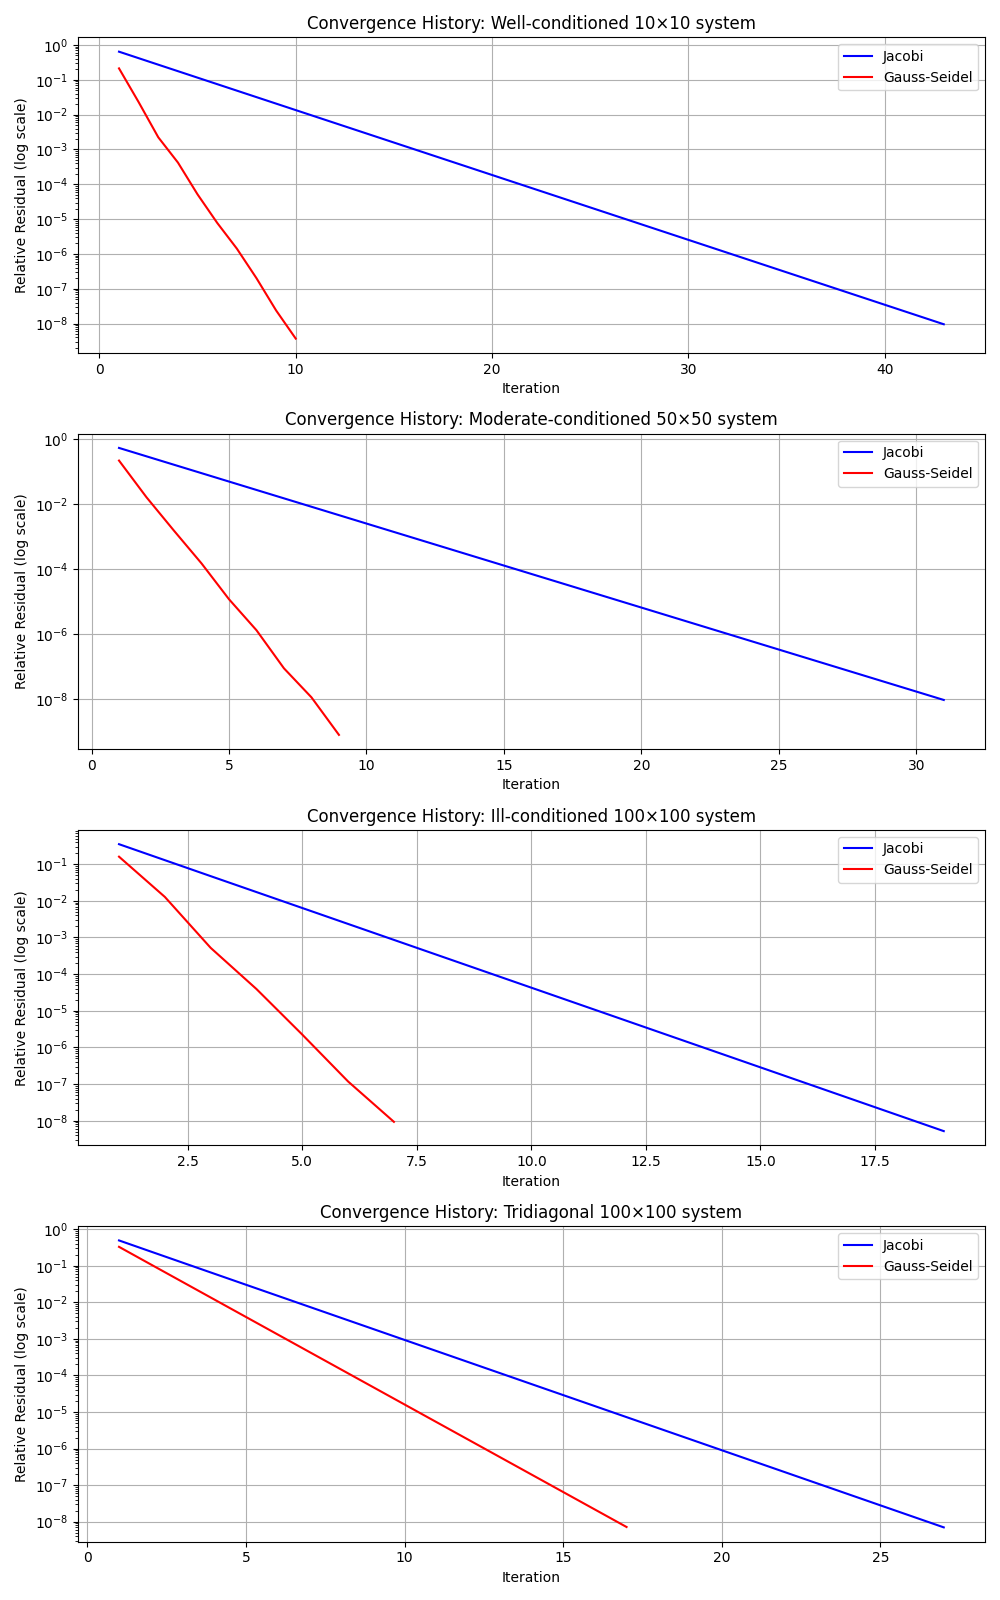 Convergence History: Well-conditioned 10×10 system
Relative Residual (log scale)
10⁰
10⁻¹
10⁻²
10⁻³
10⁻⁴
10⁻⁵
10⁻⁶
10⁻⁷
10⁻⁸
Jacobi
Gauss-Seidel
0 10 20 30 40
Iteration
Convergence History: Moderate-conditioned 50×50 system
Relative Residual (log scale)
10⁰
10⁻²
10⁻⁴
10⁻⁶
10⁻⁸
Jacobi
Gauss-Seidel
0 5 10 15 20 25 30
Iteration
Convergence History: Ill-conditioned 100×100 system
Relative Residual (log scale)
10⁻¹
10⁻²
10⁻³
10⁻⁴
10⁻⁵
10⁻⁶
10⁻⁷
10⁻⁸
Jacobi
Gauss-Seidel
2.5 5.0 7.5 10.0 12.5 15.0 17.5
Iteration
Convergence History: Tridiagonal 100×100 system
Relative Residual (log scale)
10⁰
10⁻¹
10⁻²
10⁻³
10⁻⁴
10⁻⁵
10⁻⁶
10⁻⁷
10⁻⁸
Jacobi
Gauss-Seidel
0 5 10 15 20 25
Iteration